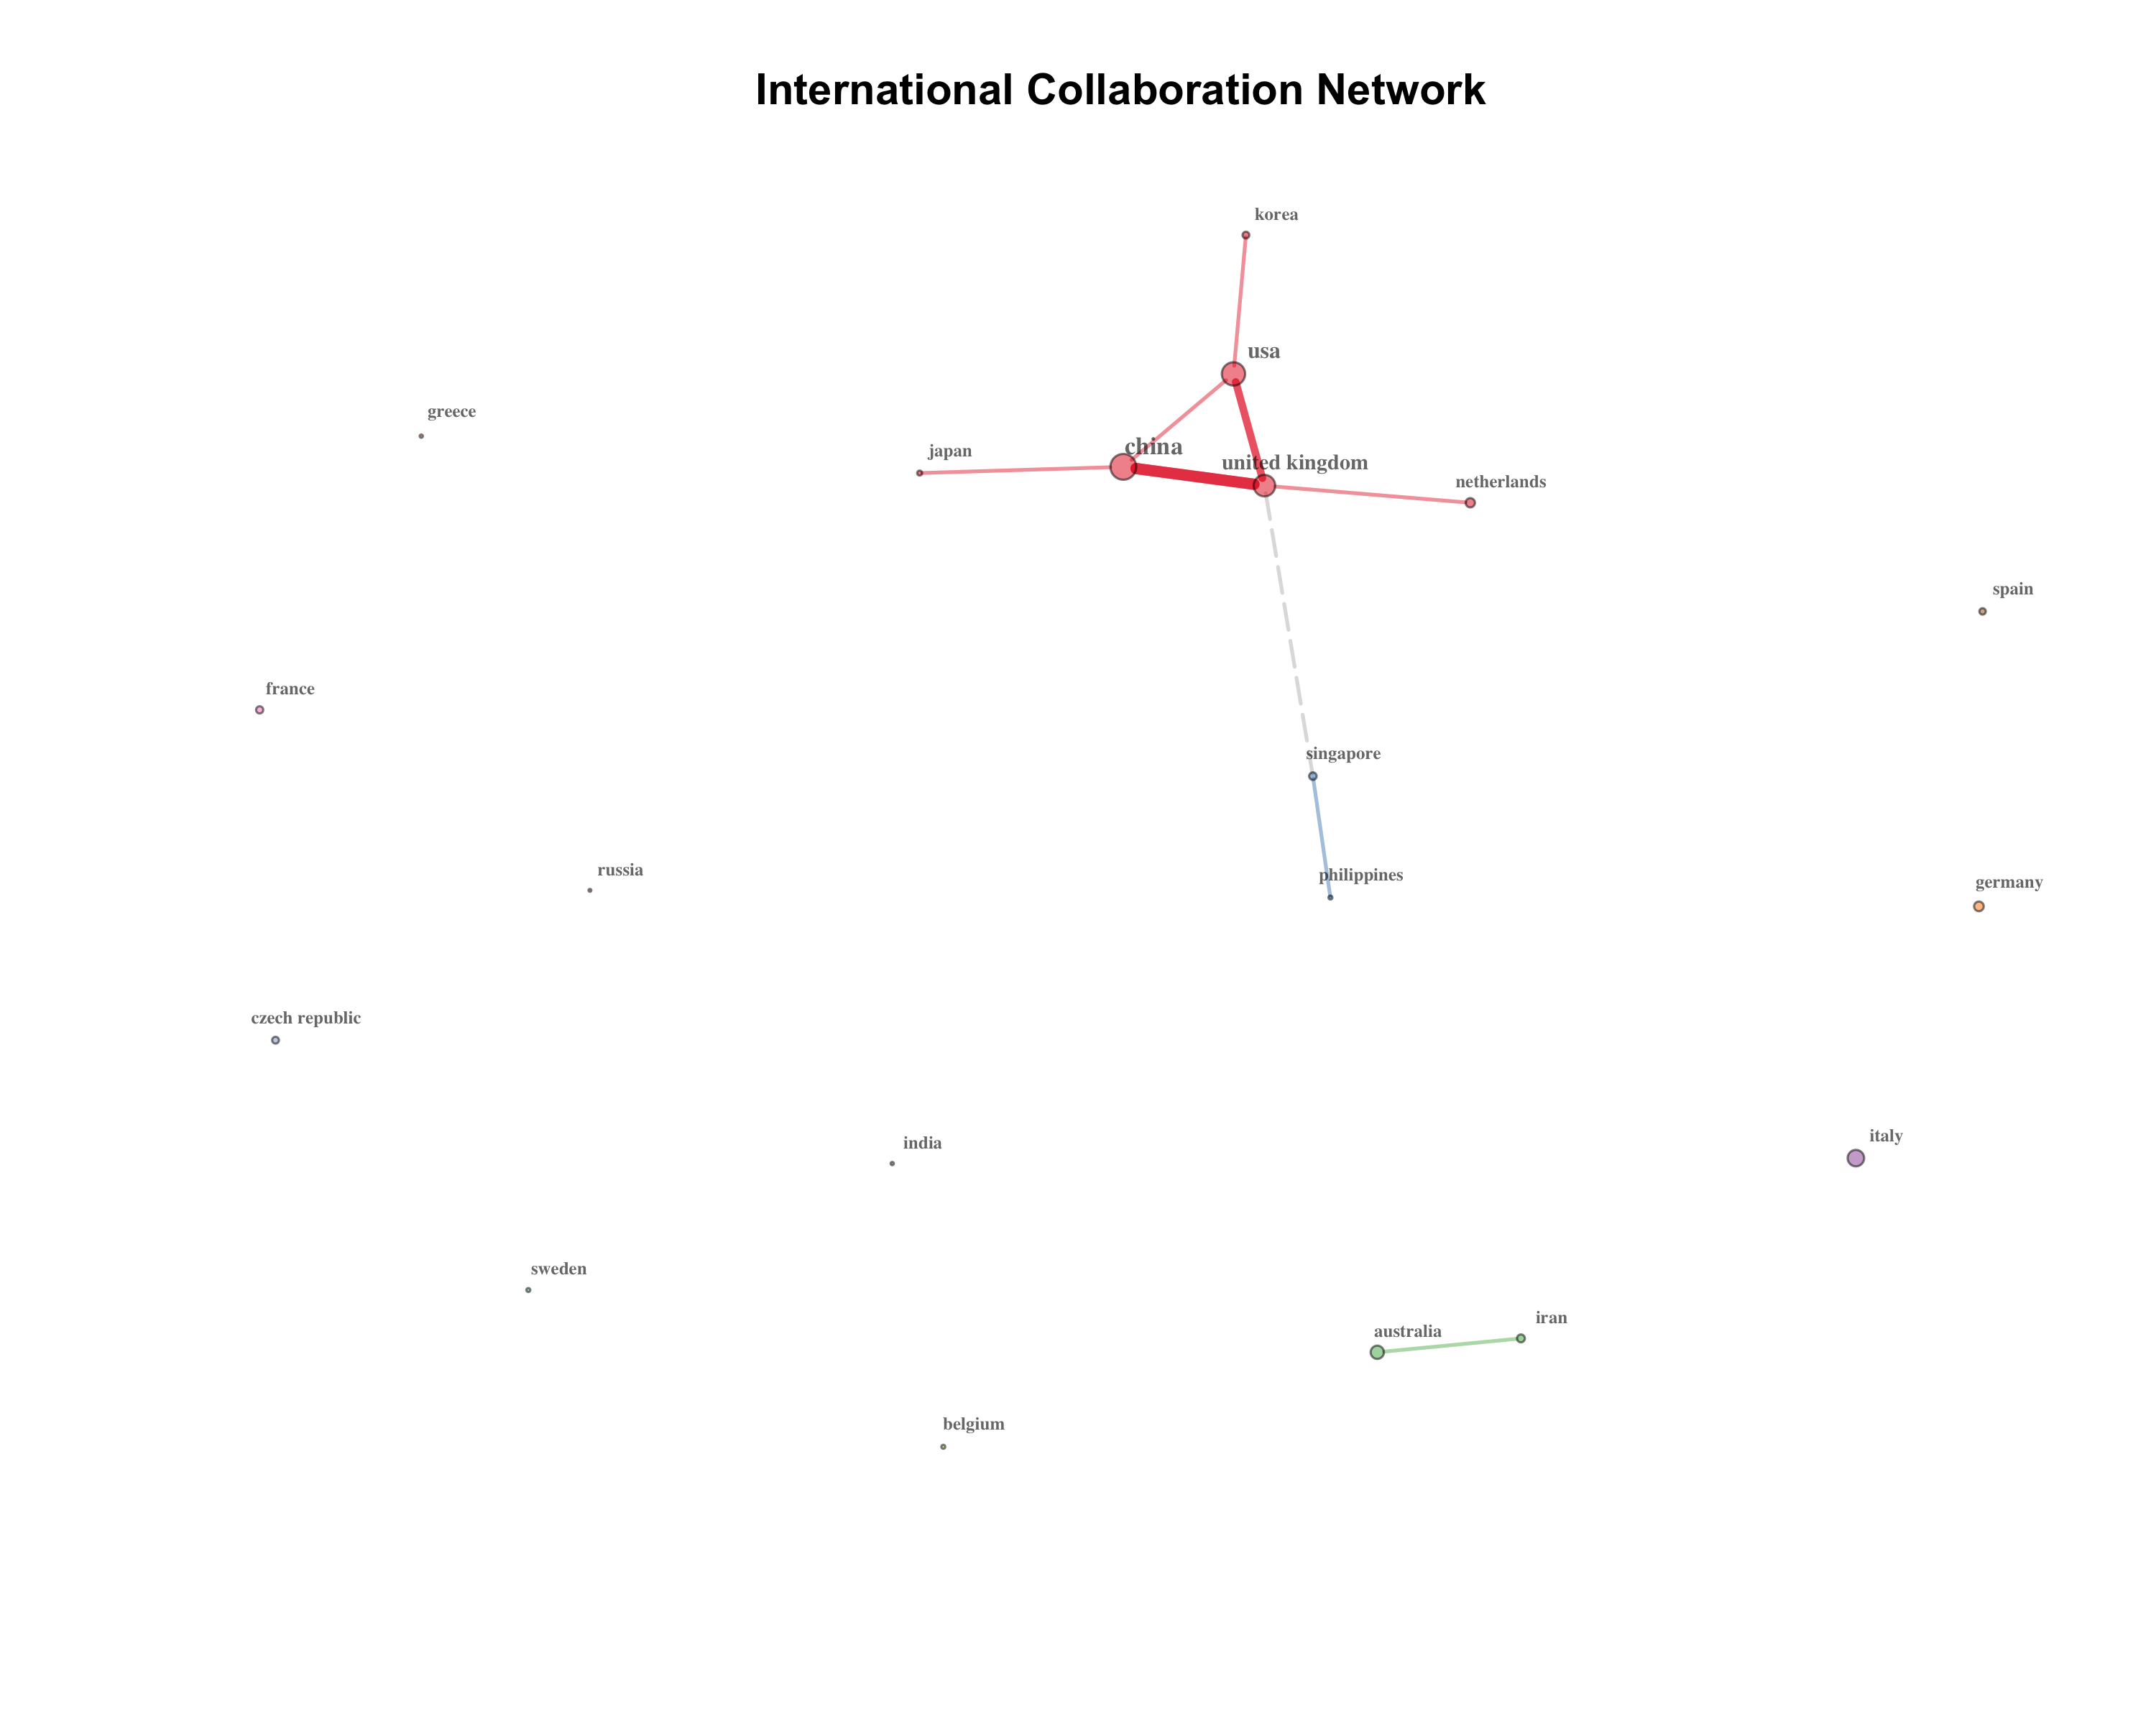 International Collaboration Network
korea
usa
greece
china
japan
united kingdom
netherlands
spain
france
singapore
russia
philippines
germany
czech republic
italy
india
sweden
iran
australia
belgium